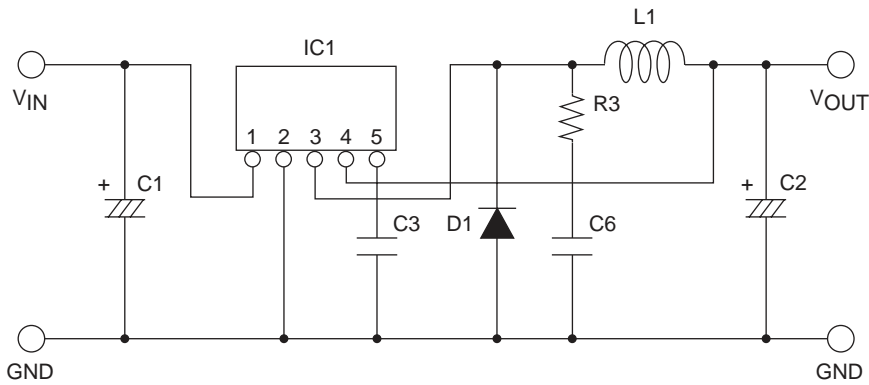 L1
IC1
VIN
VOUT
R3
1 2 3 4 5
+ C1
C3
D1
C6
+ C2
GND
GND